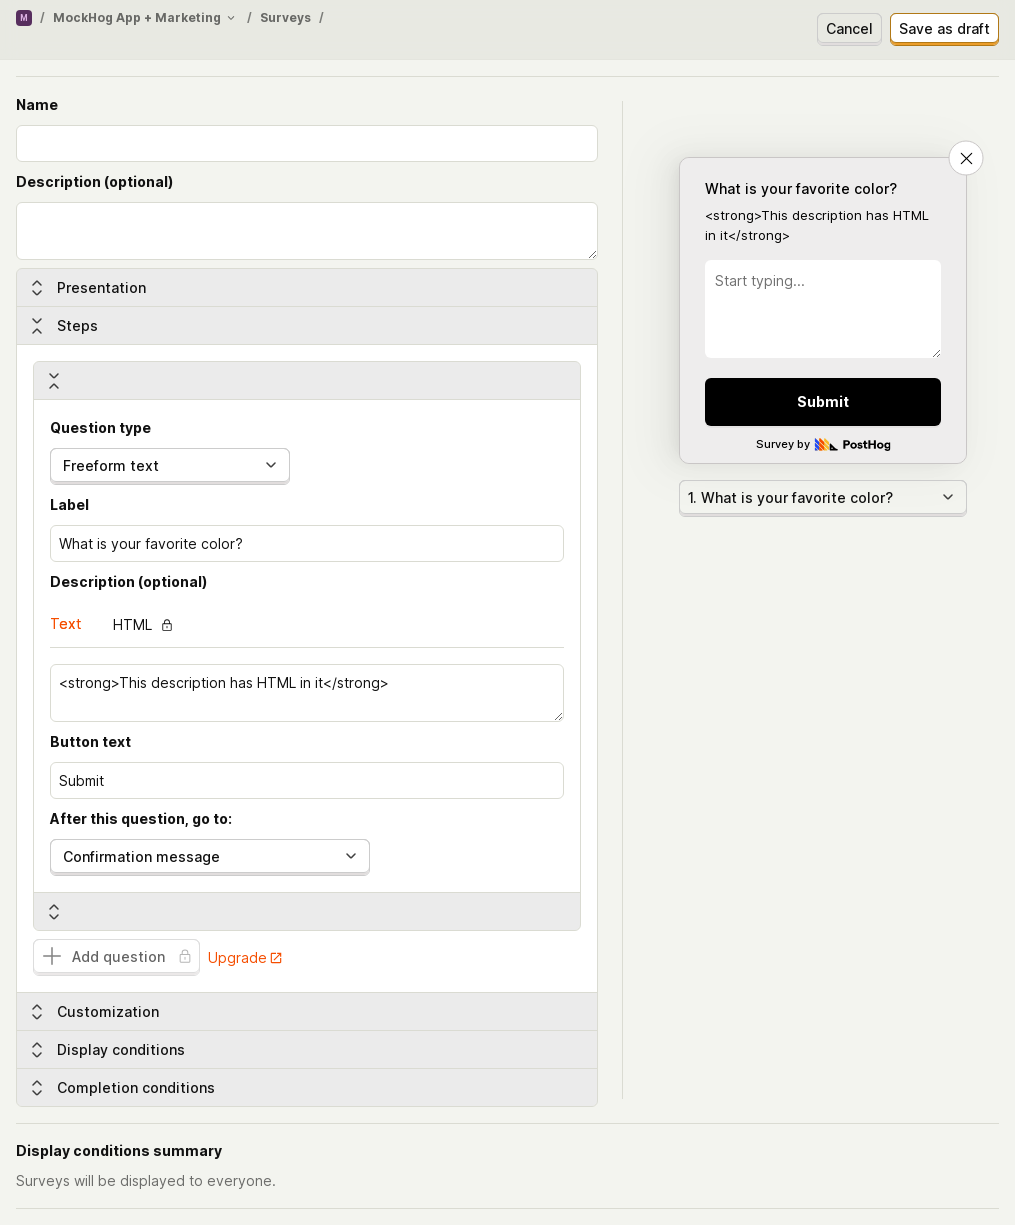 M / MockHog App + Marketing / Surveys /
Cancel
Save as draft
Name
Description (optional)
Presentation
Steps
Question type
Freeform text
Label
What is your favorite color?
Description (optional)
Text
HTML
<strong>This description has HTML in it</strong>
Button text
Submit
After this question, go to:
Confirmation message
Add question
Upgrade
Customization
Display conditions
Completion conditions
What is your favorite color?
<strong>This description has HTML
in it</strong>
Start typing...
Submit
Survey by PostHog
1. What is your favorite color?
Display conditions summary
Surveys will be displayed to everyone.